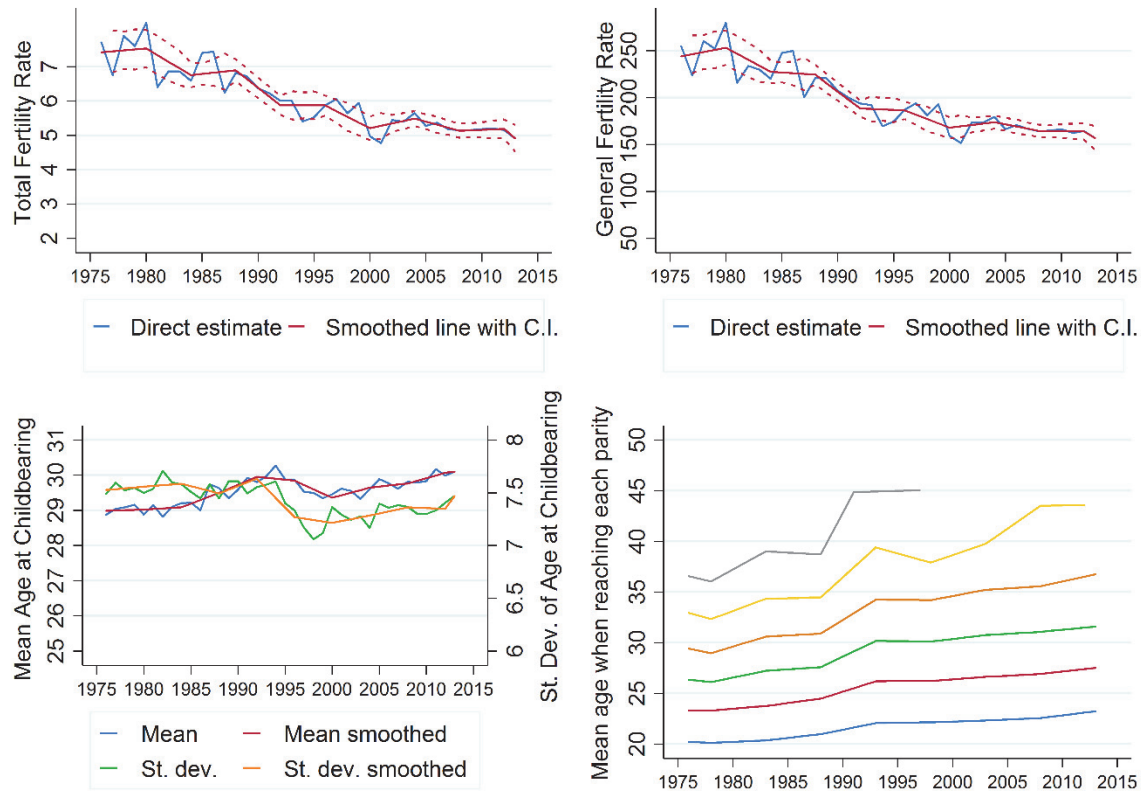 Total Fertility Rate
7
6
5
4
3
2
1975 1980 1985 1990 1995 2000 2005 2010 2015
Direct estimate Smoothed line with C.I.
General Fertility Rate
250
200
150
100
50
1975 1980 1985 1990 1995 2000 2005 2010 2015
Direct estimate Smoothed line with C.I.
Mean Age at Childbearing
31
30
29
28
27
26
25
St. Dev. of Age at Childbearing
8
7.5
7
6.5
6
1975 1980 1985 1990 1995 2000 2005 2010 2015
Mean Mean smoothed
St. dev. St. dev. smoothed
Mean age when reaching each parity
50
45
40
35
30
25
20
1975 1980 1985 1990 1995 2000 2005 2010 2015